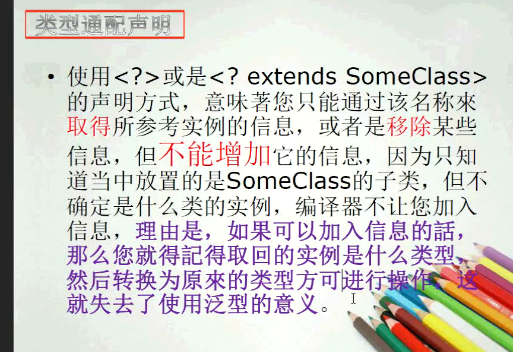 类型通配声明
• 使用<?>或是<? extends SomeClass>
的声明方式，意味著您只能通过该名称來
取得所参考实例的信息，或者是移除某些
信息，但不能增加它的信息，因为只知
道当中放置的是SomeClass的子类，但不
确定是什么类的实例，编译器不让您加入
信息，理由是，如果可以加入信息的話，
那么您就得記得取回的实例是什么类型，
然后转换为原來的类型方可进行操作，这
就失去了使用泛型的意义。